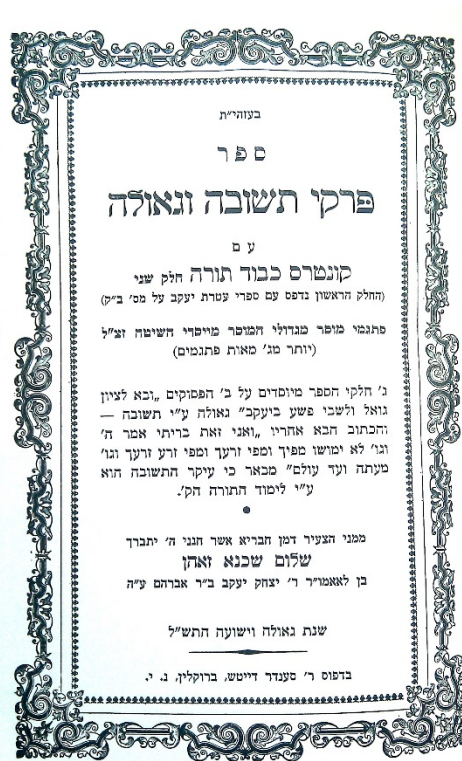 בעזהי״ת
ספר
פרקי תשובה וגאולה
עם
קונטרס כבוד תורה חלק שני
(החלק הראשון נדפס עם ספרי עטרת יעקב על מס׳ ב״ק)
פתגמי מוסר מגדולי המוסר מייסדי השיטה זצ״ל
(יותר מג׳ מאות פתגמים)
ג׳ חלקי הספר מיוסדים על ב׳ הפסוקים „ובא לציון
גואל ולשבי פשע ביעקב״ גאולה ע״י תשובה —
והכתוב הבא אחריו „ואני זאת בריתי אמר ה׳
וגו׳ לא ימושו מפיך ומפי זרעך ומפי זרע זרעך וגו׳
מעתה ועד עולם״ מבאר כי עיקר התשובה הוא
ע״י לימוד התורה הק׳.
ממני הצעיר דמן חבריא אשר חנני ה׳ יתברך
שלום שכנא זאהן
בן לאאמו״ר ר׳ יצחק יעקב ב״ר אברהם ע״ה
שנת גאולה וישועה התש״ל
בדפוס ר׳ סענדר דייטש, ברוקלין, נ. י.